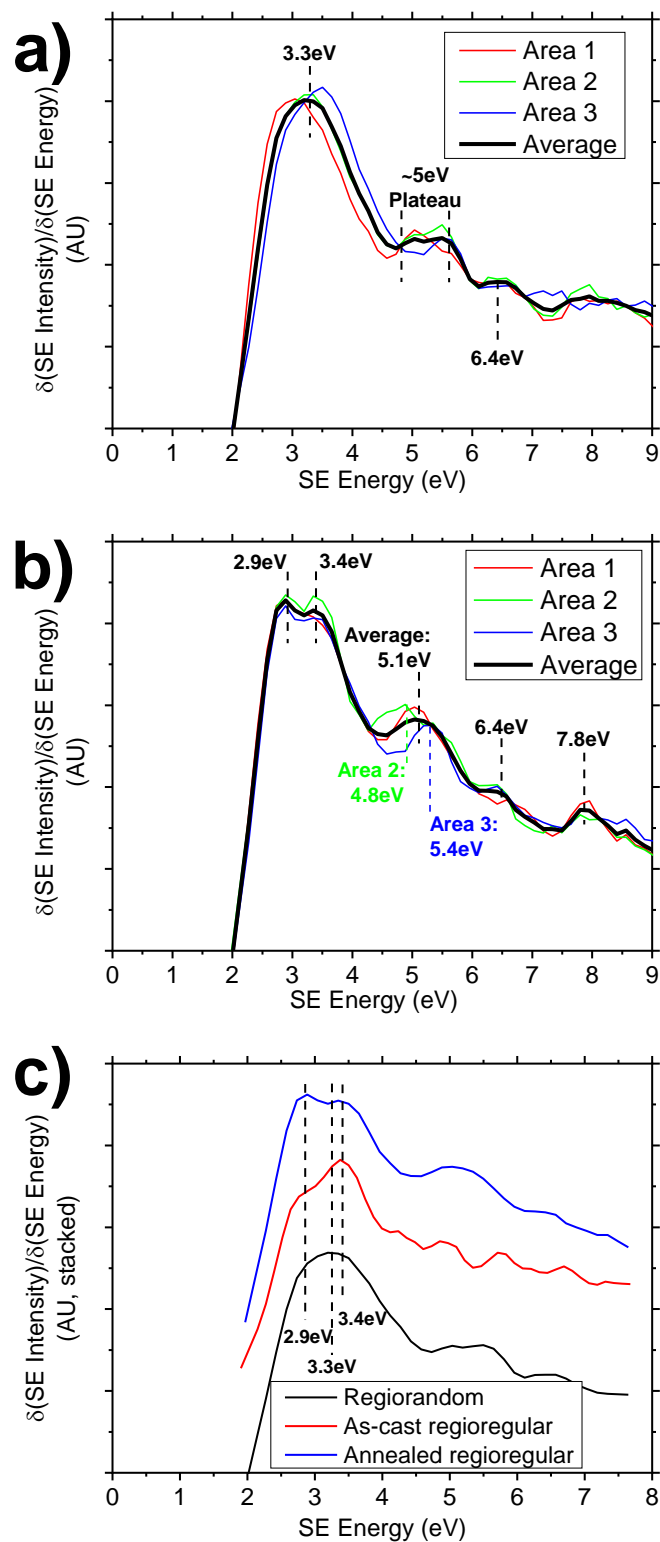 a)
3.3eV
Area 1
Area 2
Area 3
Average
~5eV
Plateau
6.4eV
δ(SE Intensity)/δ(SE Energy)
(AU)
0 1 2 3 4 5 6 7 8 9
SE Energy (eV)
b)
2.9eV
3.4eV
Area 1
Area 2
Area 3
Average
Average:
5.1eV
6.4eV
7.8eV
Area 2:
4.8eV
Area 3:
5.4eV
δ(SE Intensity)/δ(SE Energy)
(AU)
0 1 2 3 4 5 6 7 8 9
SE Energy (eV)
c)
δ(SE Intensity)/δ(SE Energy)
(AU, stacked)
3.4eV
2.9eV
3.3eV
Regiorandom
As-cast regioregular
Annealed regioregular
0 1 2 3 4 5 6 7 8
SE Energy (eV)